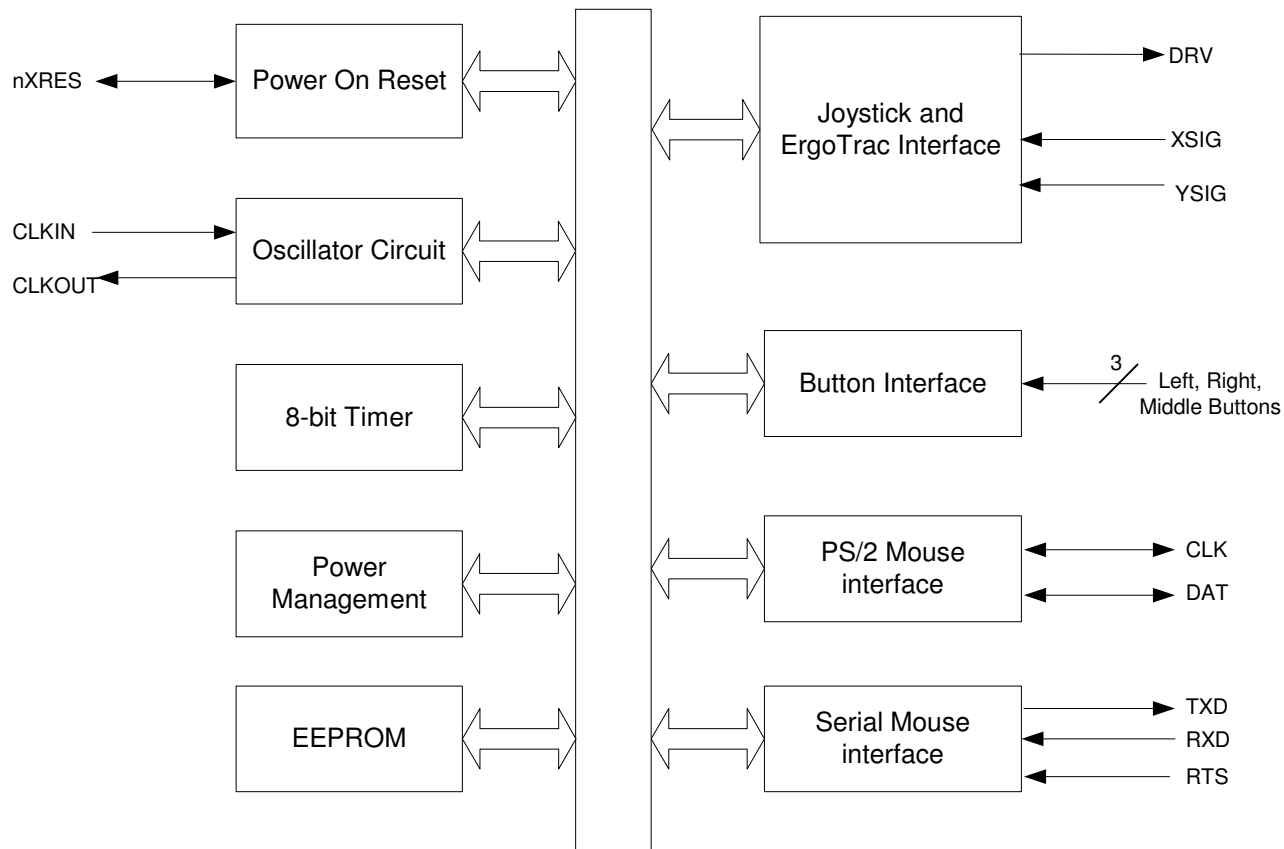 nXRES
Power On Reset
CLKIN
CLKOUT
Oscillator Circuit
8-bit Timer
Power
Management
EEPROM
Joystick and
ErgoTrac Interface
DRV
XSIG
YSIG
Button Interface
3
Left, Right,
Middle Buttons
PS/2 Mouse
interface
CLK
DAT
Serial Mouse
interface
TXD
RXD
RTS